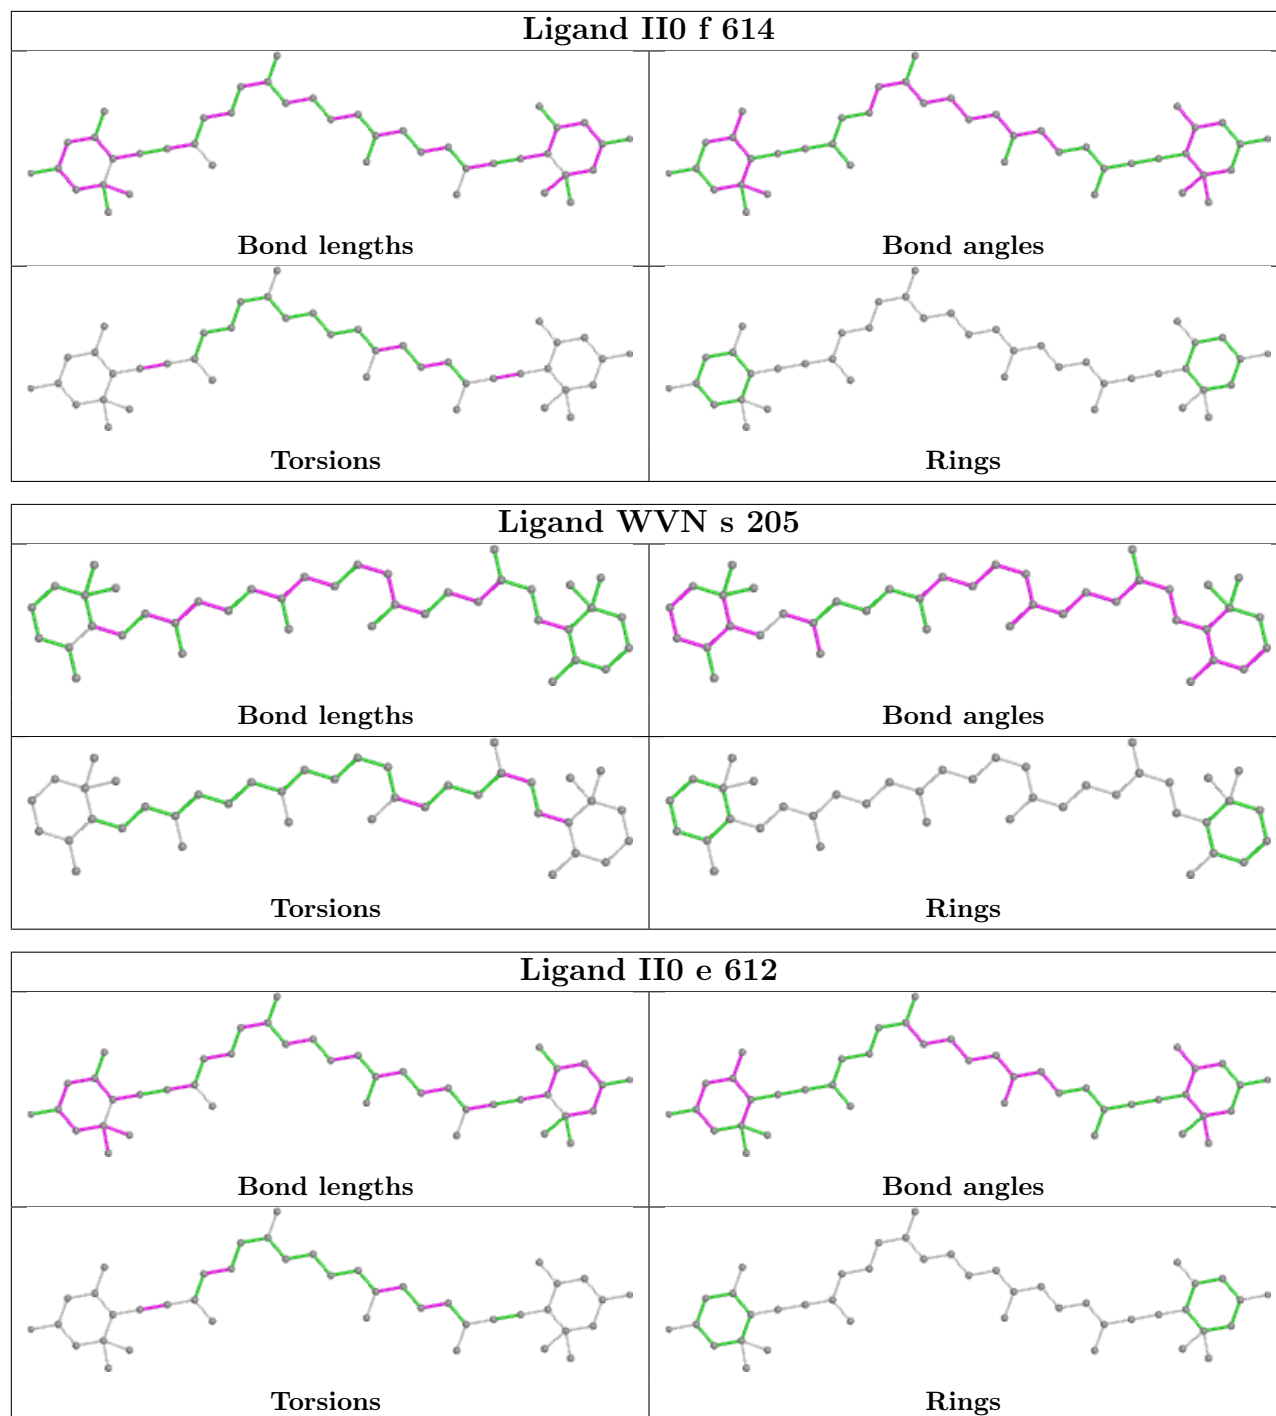 Ligand II0 f 614
Bond lengths
Bond angles
Torsions
Rings
Ligand WVN s 205
Bond lengths
Bond angles
Torsions
Rings
Ligand II0 e 612
Bond lengths
Bond angles
Torsions
Rings